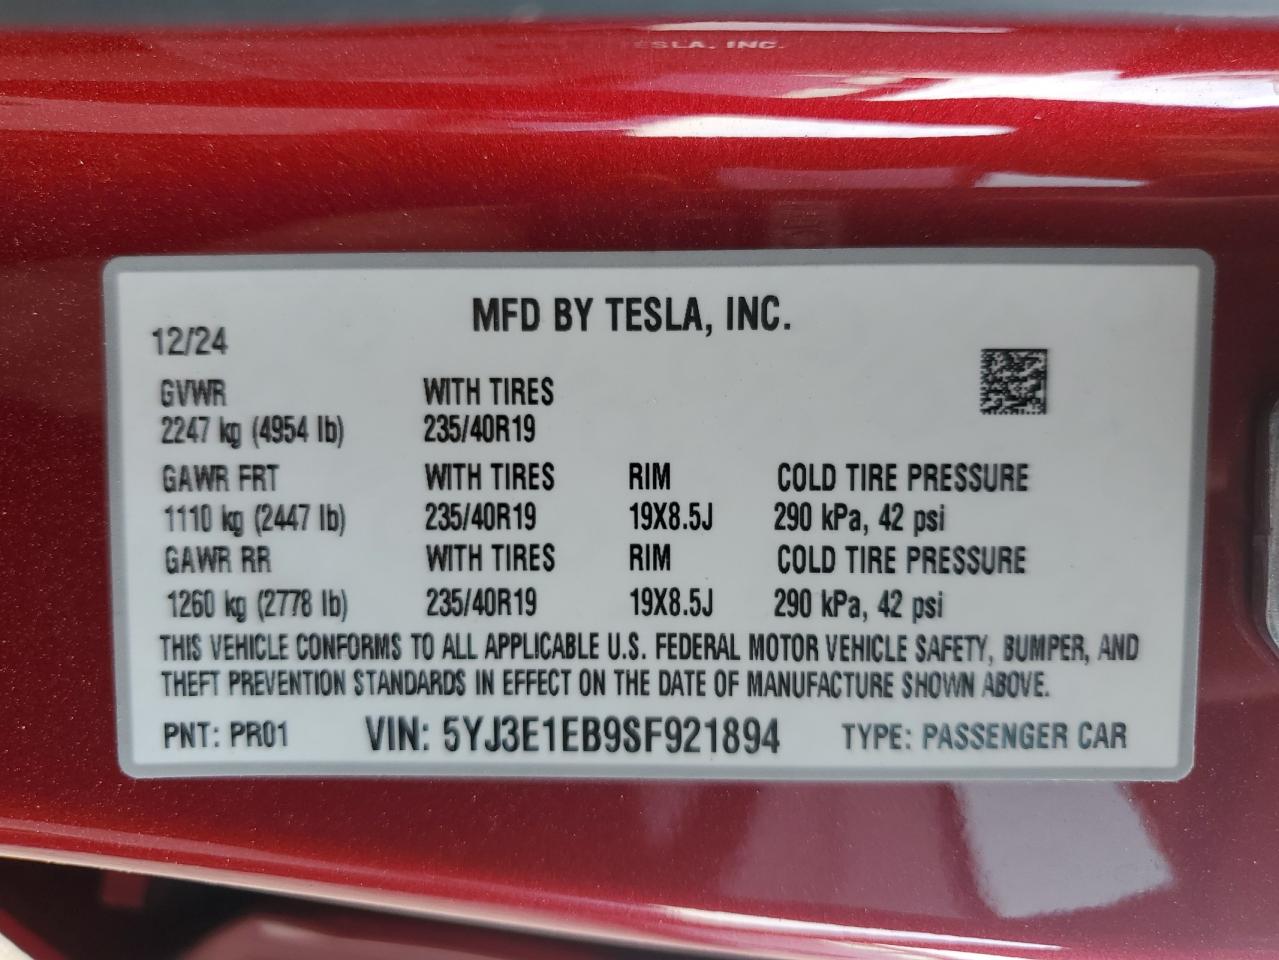 TESLA, INC.
MFD BY TESLA, INC.
12/24
GVWR WITH TIRES
2247 kg (4954 lb) 235/40R19
GAWR FRT WITH TIRES RIM COLD TIRE PRESSURE
1110 kg (2447 lb) 235/40R19 19X8.5J 290 kPa, 42 psi
GAWR RR WITH TIRES RIM COLD TIRE PRESSURE
1260 kg (2778 lb) 235/40R19 19X8.5J 290 kPa, 42 psi
THIS VEHICLE CONFORMS TO ALL APPLICABLE U.S. FEDERAL MOTOR VEHICLE SAFETY, BUMPER, AND
THEFT PREVENTION STANDARDS IN EFFECT ON THE DATE OF MANUFACTURE SHOWN ABOVE.
PNT: PR01 VIN: 5YJ3E1EB9SF921894 TYPE: PASSENGER CAR